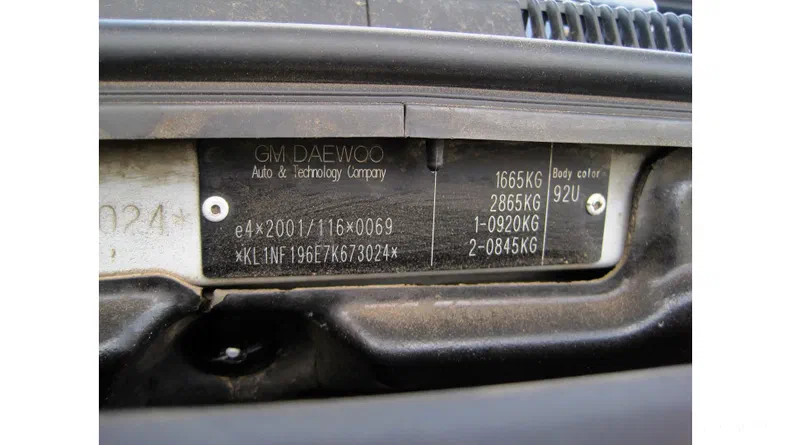 GM DAEWOO
Auto & Technology Company
e4*2001/116*0069
*KL1NF196E7K673024*
1665KG
2865KG
1-0920KG
2-0845KG
Body color
92U
024*